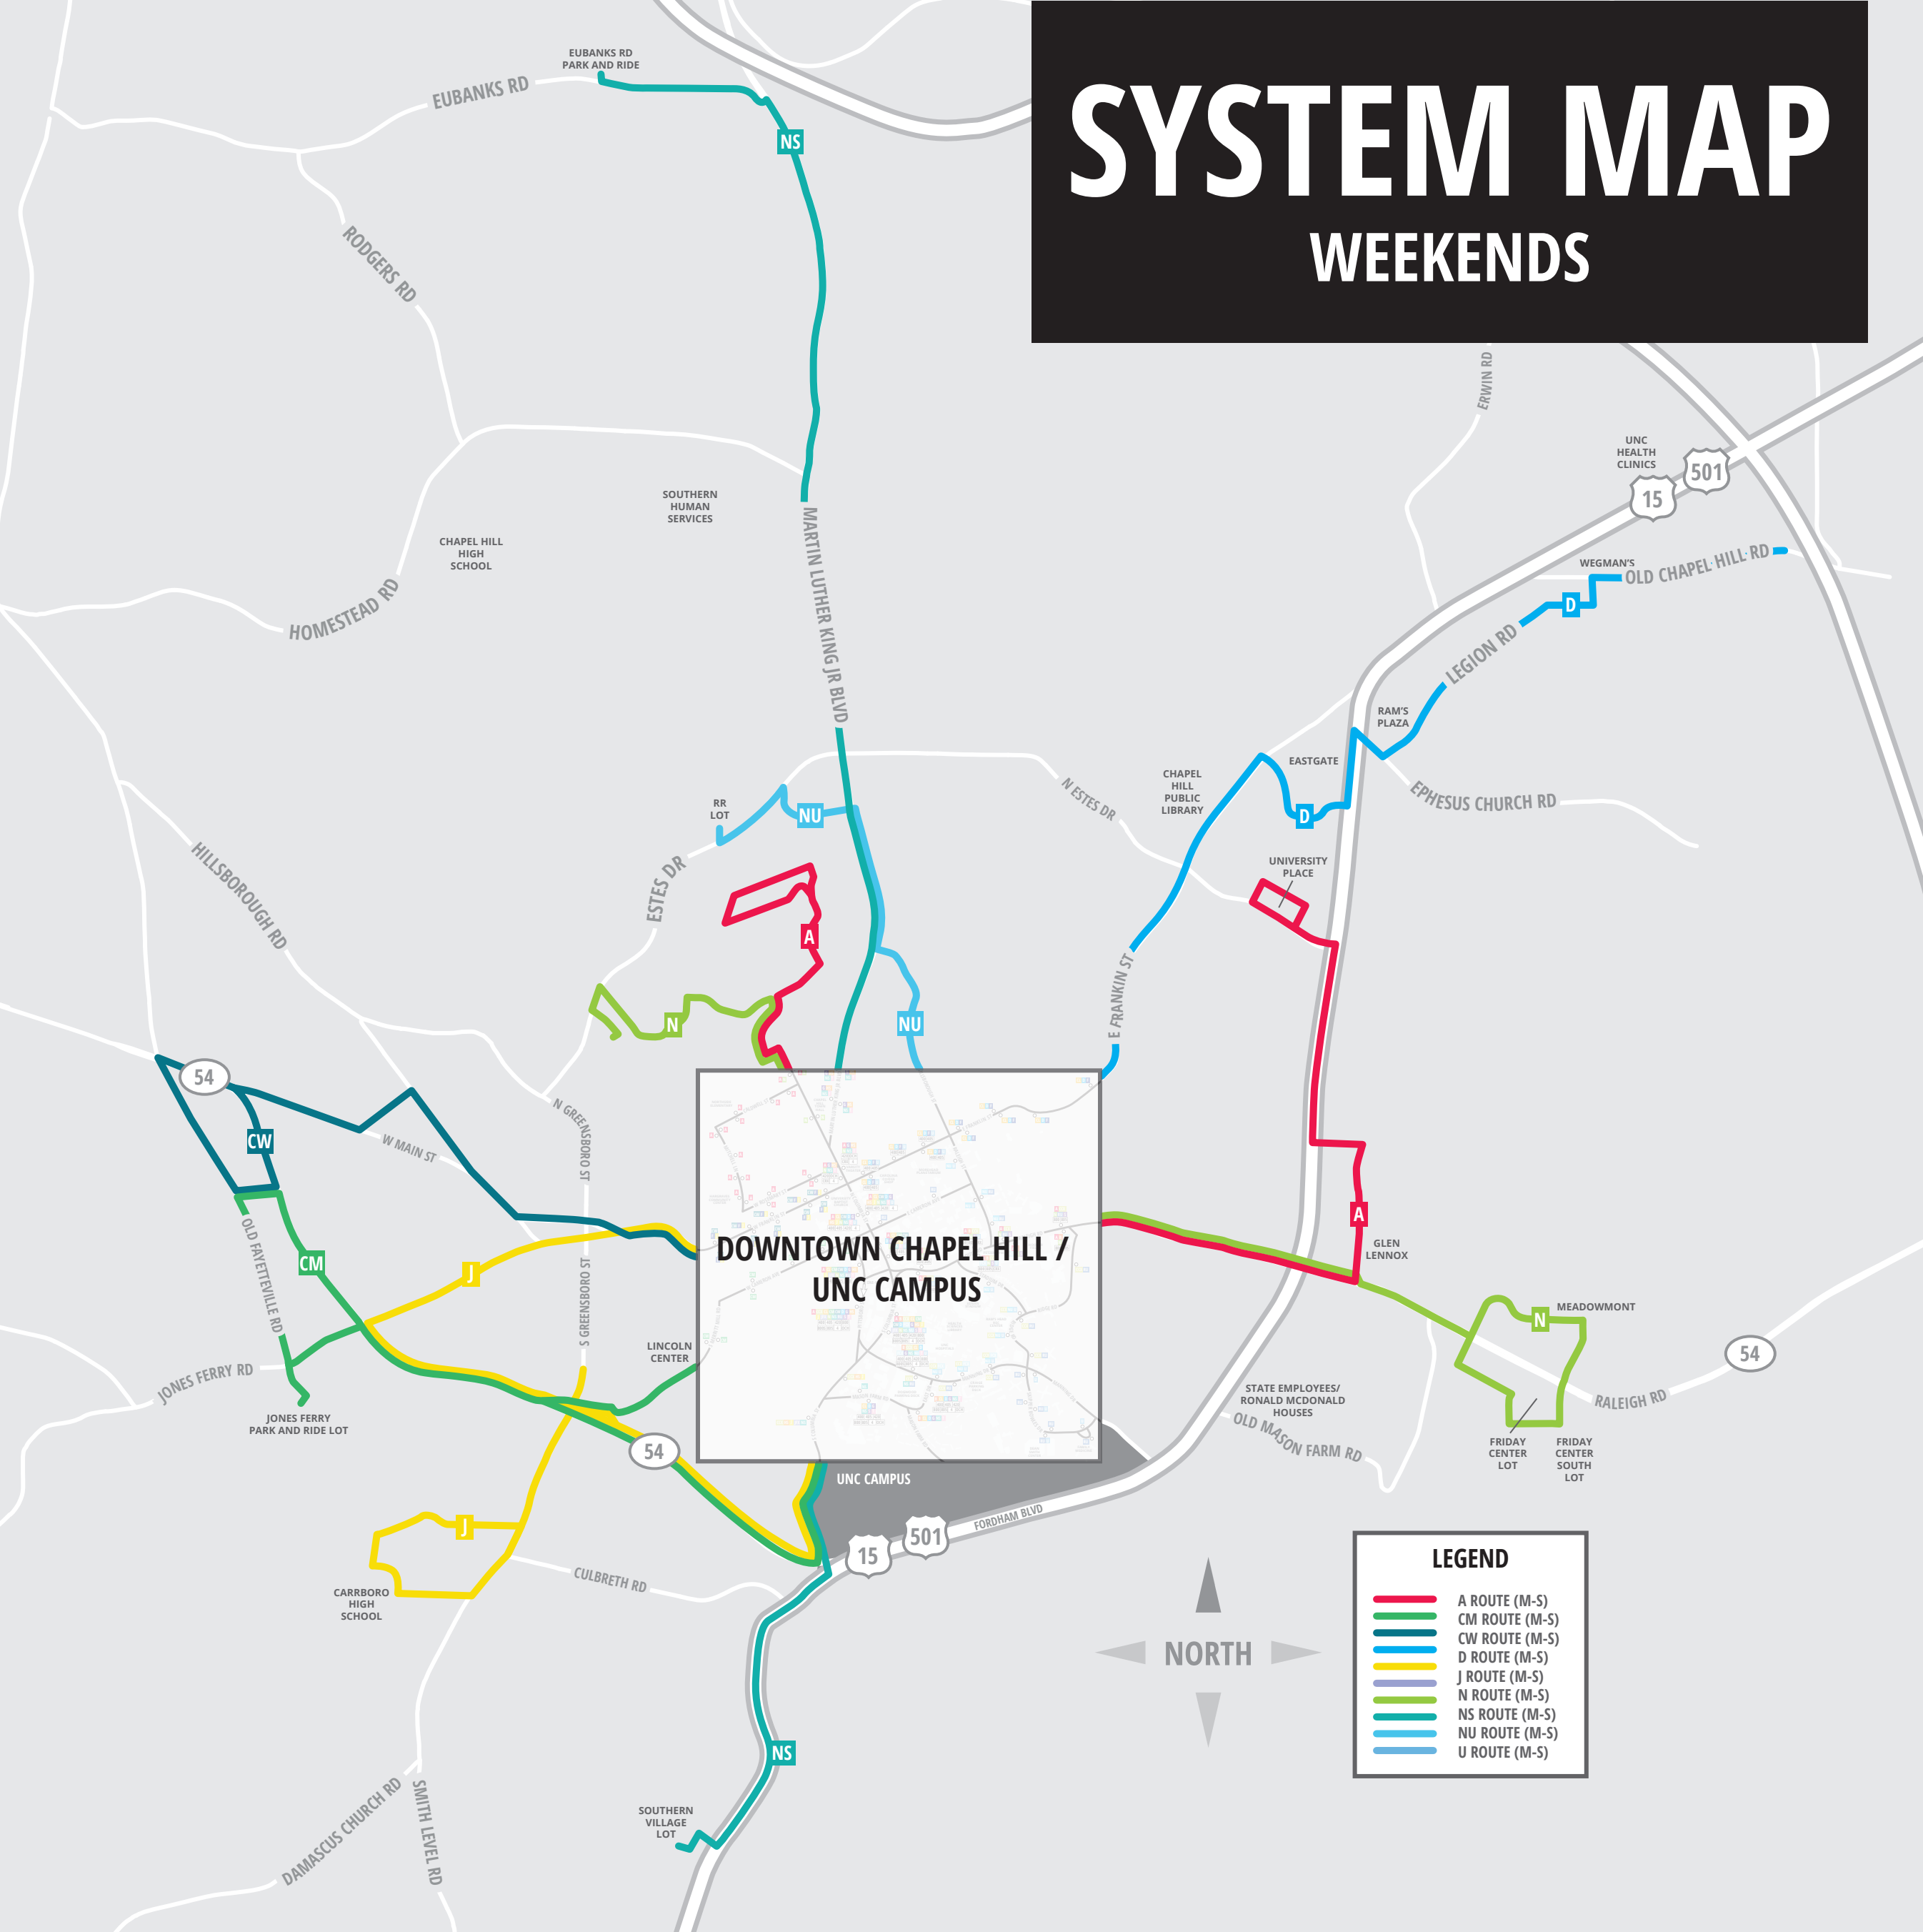 SYSTEM MAP
WEEKENDS
EUBANKS RD
PARK AND RIDE
EUBANKS RD
NS
RODGERS RD
ERWIN RD
UNC
HEALTH
CLINICS
501
15
SOUTHERN
HUMAN
SERVICES
CHAPEL HILL
HIGH
SCHOOL
MARTIN LUTHER KING JR BLVD
WEGMAN'S
OLD CHAPEL HILL RD
D
HOMESTEAD RD
LEGION RD
RAM'S
PLAZA
EASTGATE
CHAPEL
HILL
PUBLIC
LIBRARY
N ESTES DR
EPHESUS CHURCH RD
RR
LOT
NU
D
HILLSBOROUGH RD
ESTES DR
UNIVERSITY
PLACE
A
E FRANKIN ST
N
NU
54
CW
W MAIN ST
N GREENSBORO ST
OLD FAYETTEVILLE RD
CM
J
S GREENSBORO ST
DOWNTOWN CHAPEL HILL /
UNC CAMPUS
A
GLEN
LENNOX
N
MEADOWMONT
54
LINCOLN
CENTER
JONES FERRY RD
JONES FERRY
PARK AND RIDE LOT
STATE EMPLOYEES/
RONALD MCDONALD
HOUSES
RALEIGH RD
OLD MASON FARM RD
FRIDAY
CENTER
LOT
FRIDAY
CENTER
SOUTH
LOT
54
UNC CAMPUS
J
FORDHAM BLVD
501
15
CULBRETH RD
CARRBORO
HIGH
SCHOOL
NORTH
LEGEND
A ROUTE (M-S)
CM ROUTE (M-S)
CW ROUTE (M-S)
D ROUTE (M-S)
J ROUTE (M-S)
N ROUTE (M-S)
NS ROUTE (M-S)
NU ROUTE (M-S)
U ROUTE (M-S)
NS
SOUTHERN
VILLAGE
LOT
DAMASCUS CHURCH RD
SMITH LEVEL RD